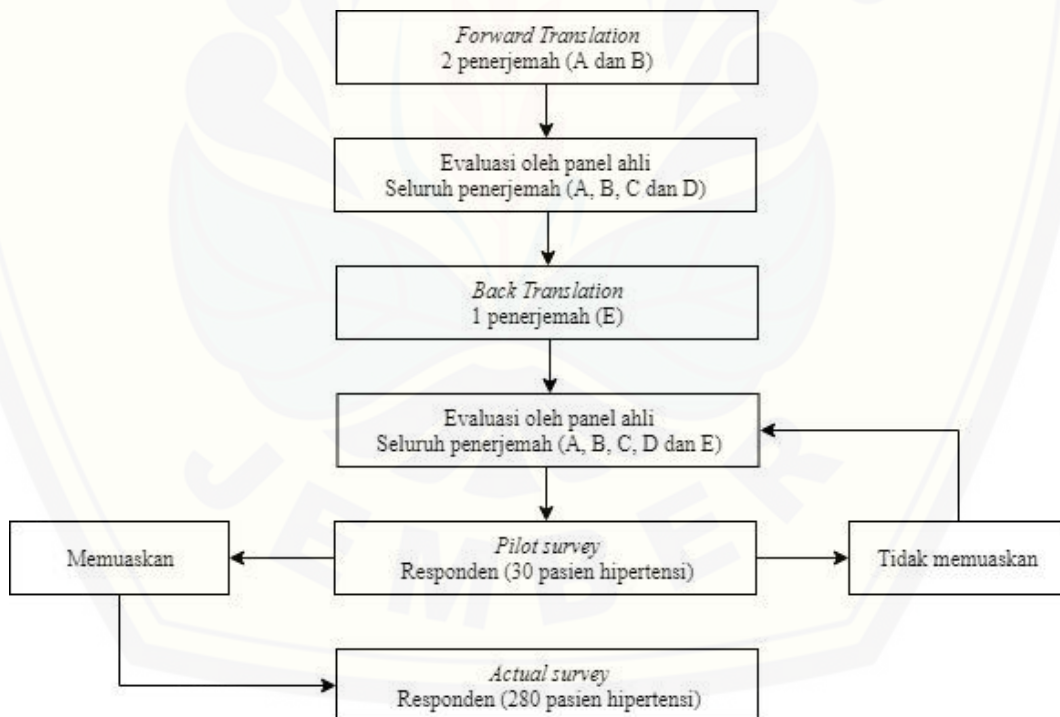 Forward Translation
2 penerjemah (A dan B)
Evaluasi oleh panel ahli
Seluruh penerjemah (A, B, C dan D)
Back Translation
1 penerjemah (E)
Evaluasi oleh panel ahli
Seluruh penerjemah (A, B, C, D dan E)
Memuaskan
Pilot survey
Responden (30 pasien hipertensi)
Tidak memuaskan
Actual survey
Responden (280 pasien hipertensi)
JEMBER